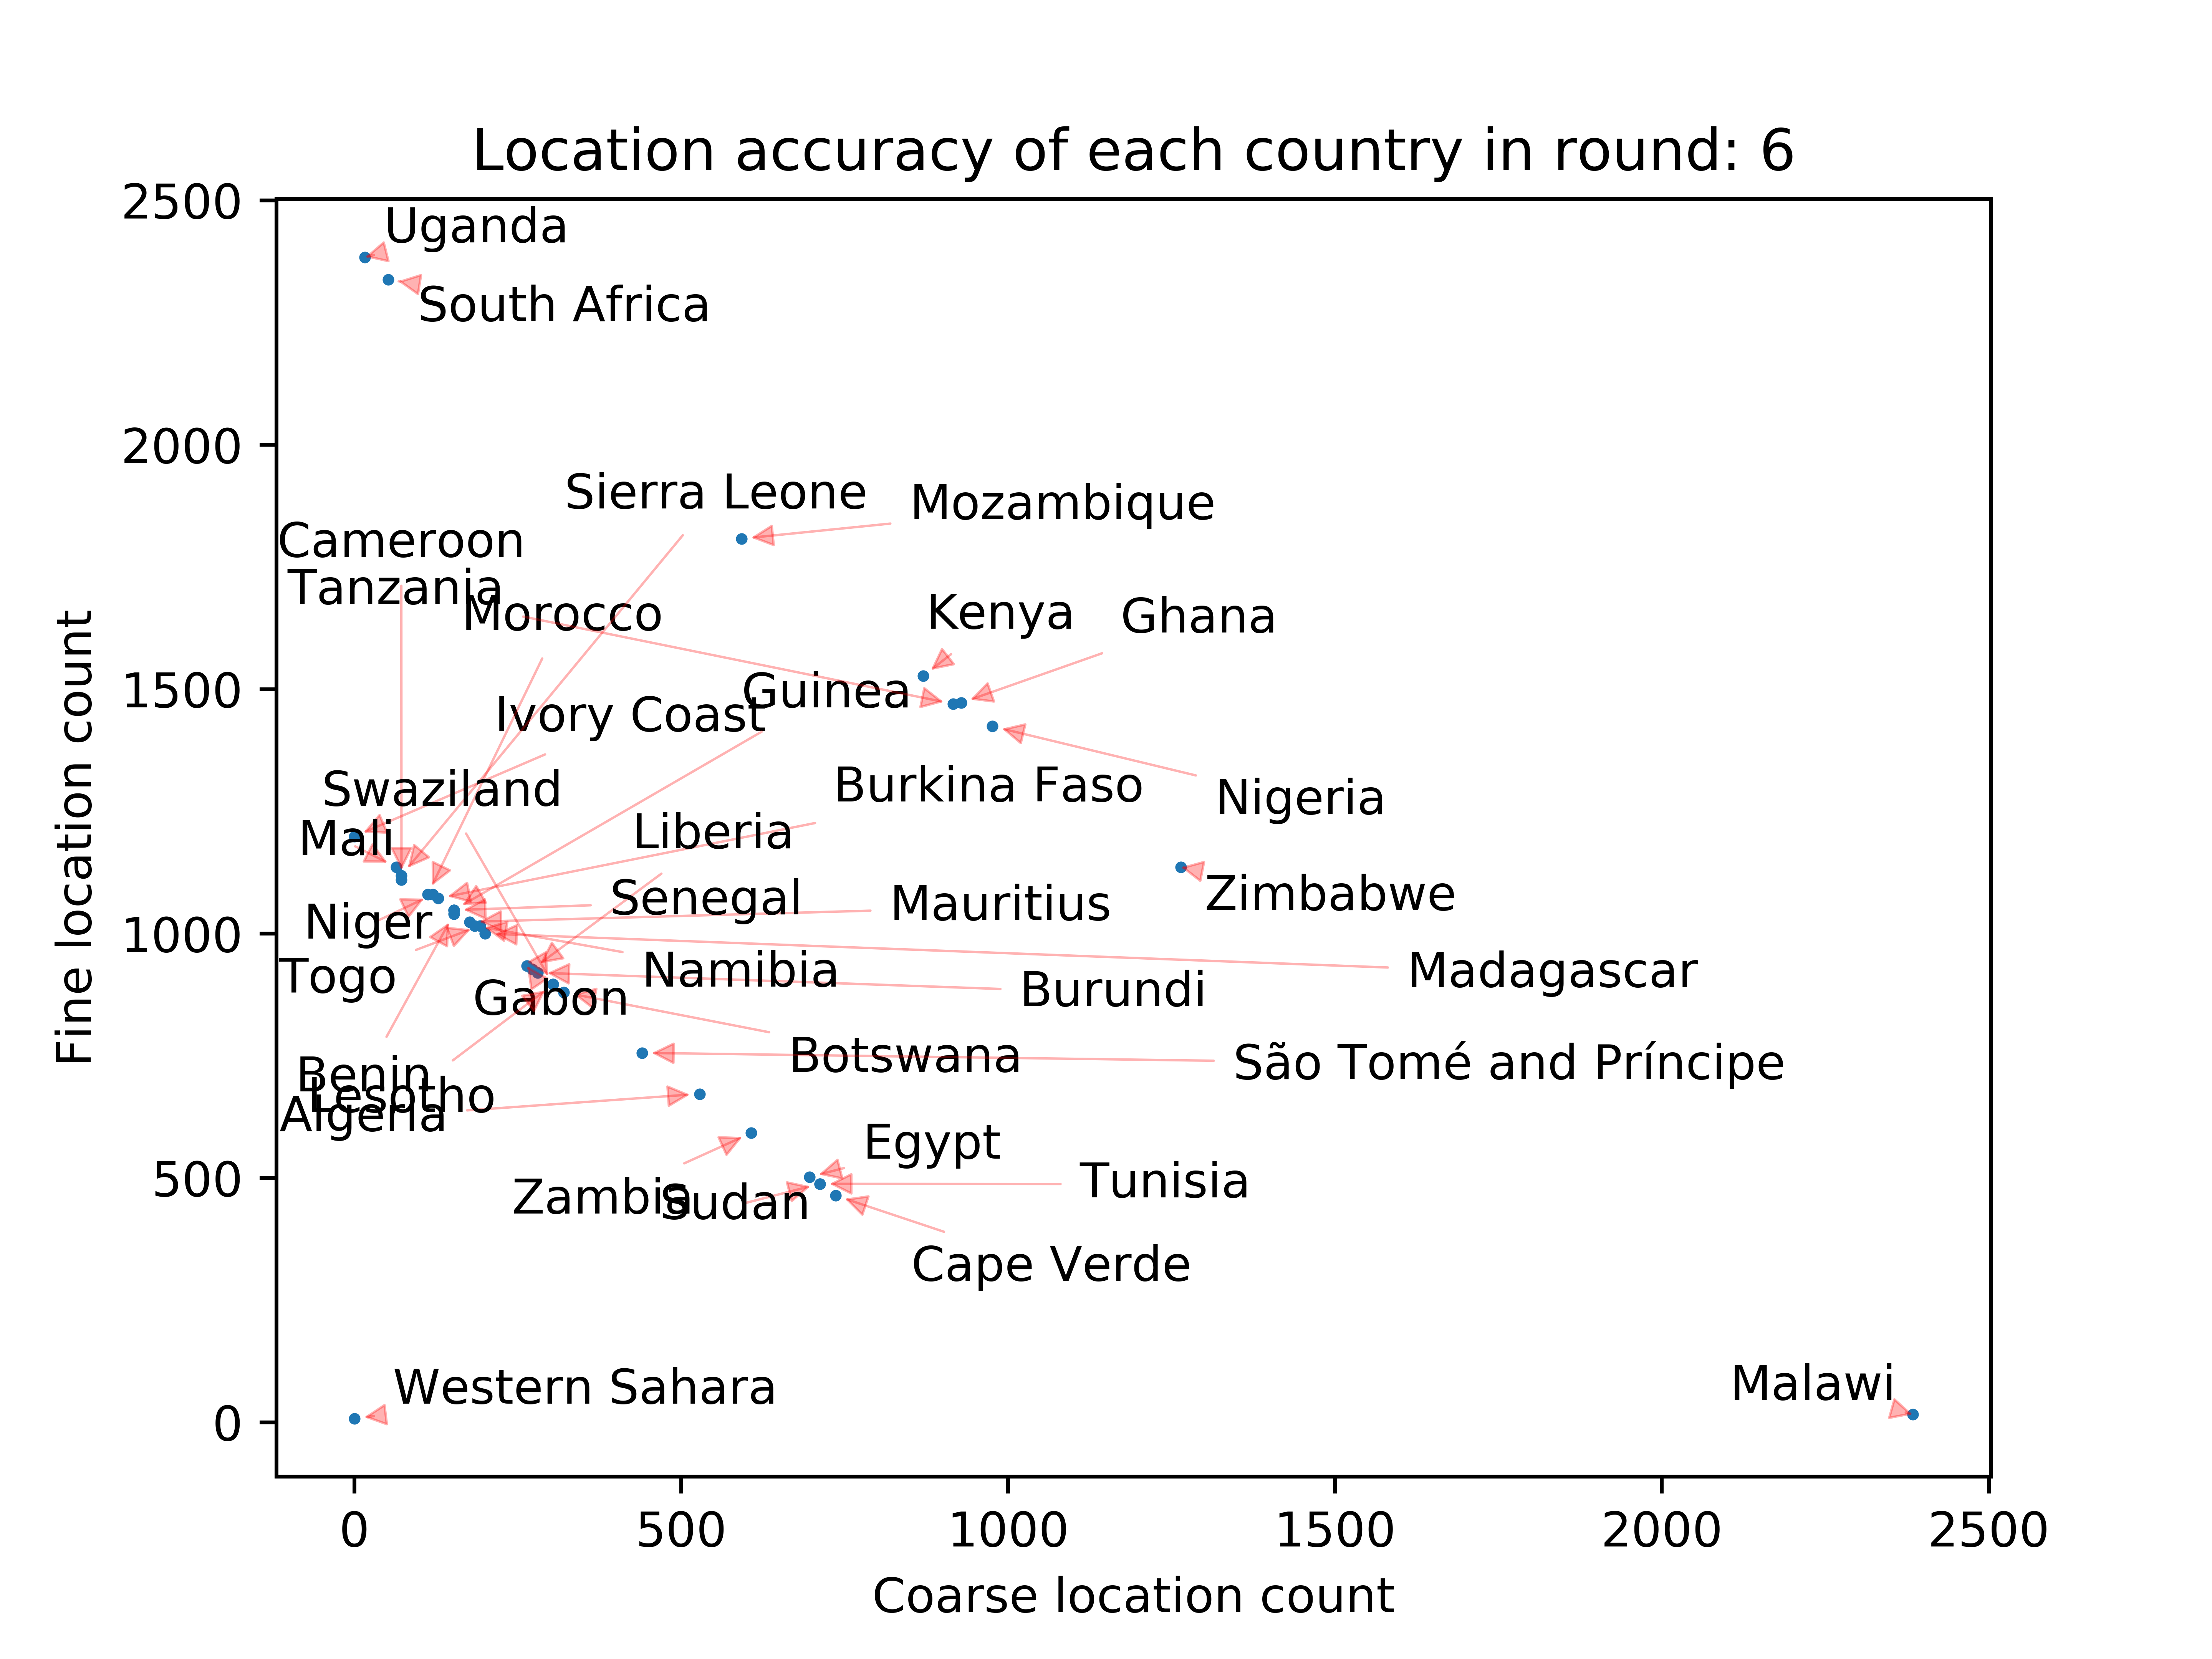 Location accuracy of each country in round: 6
2500
Uganda
South Africa
2000
Sierra Leone
Mozambique
Cameroon
Tanzania
Morocco
Kenya
Ghana
1500
Guinea
Ivory Coast
Swaziland
Burkina Faso
Nigeria
Mali
Liberia
Zimbabwe
Senegal
Mauritius
Niger
1000
Togo
Namibia
Madagascar
Gabon
Burundi
Botswana
São Tomé and Príncipe
Benin
Lesotho
Algeria
Egypt
500
Zambia
Sudan
Tunisia
Cape Verde
Western Sahara
Malawi
0
Fine location count
0
500
1000
1500
2000
2500
Coarse location count